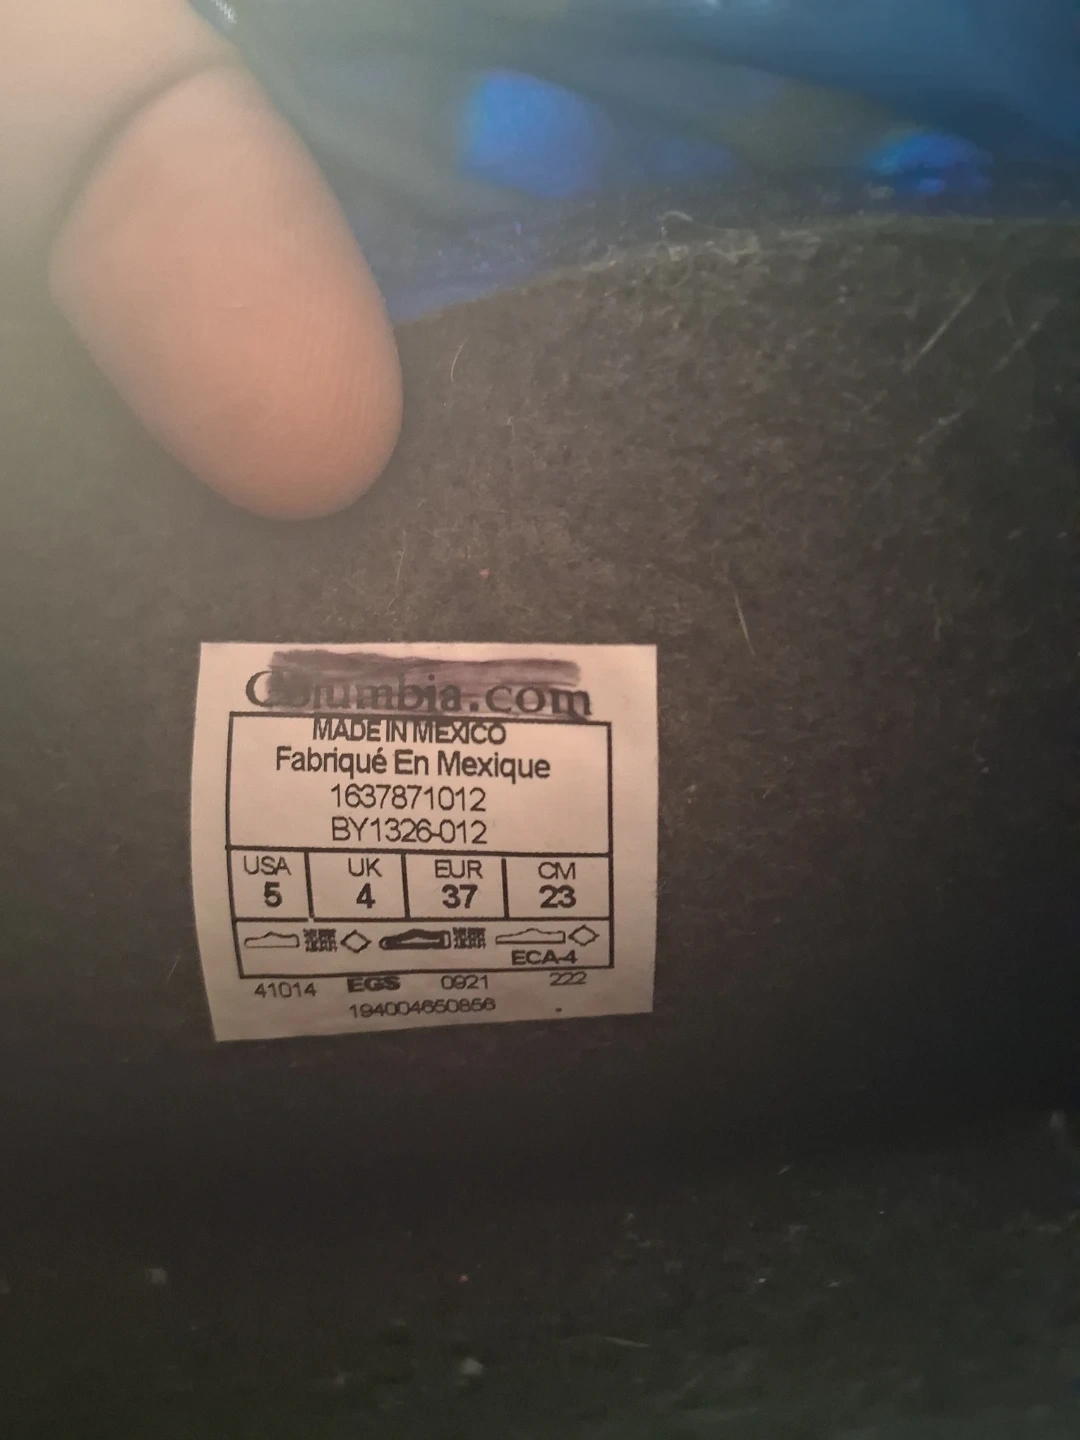 Columbia.com
MADE IN MEXICO
Fabriqué En Mexique
1637871012
BY1326-012
USA UK EUR CM
5 4 37 23
ECA-4
41014 EGS 0921 222
194004650856